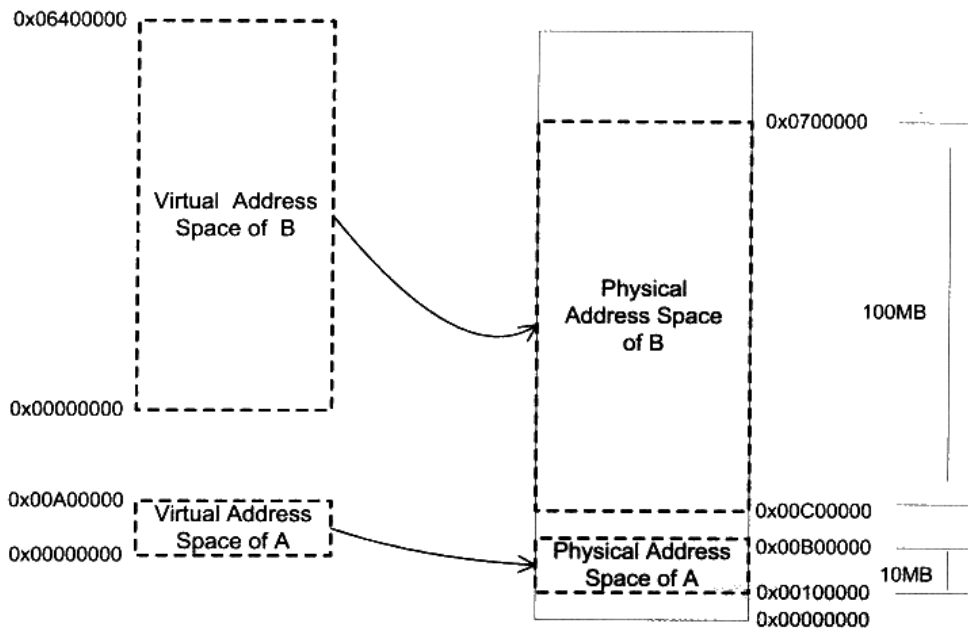 0x06400000
Virtual Address
Space of B
0x00000000
0x00A00000
Virtual Address
Space of A
0x00000000
0x0700000
Physical
Address Space
of B
100MB
0x00C00000
0x00B00000
Physical Address
Space of A
10MB
0x00100000
0x00000000